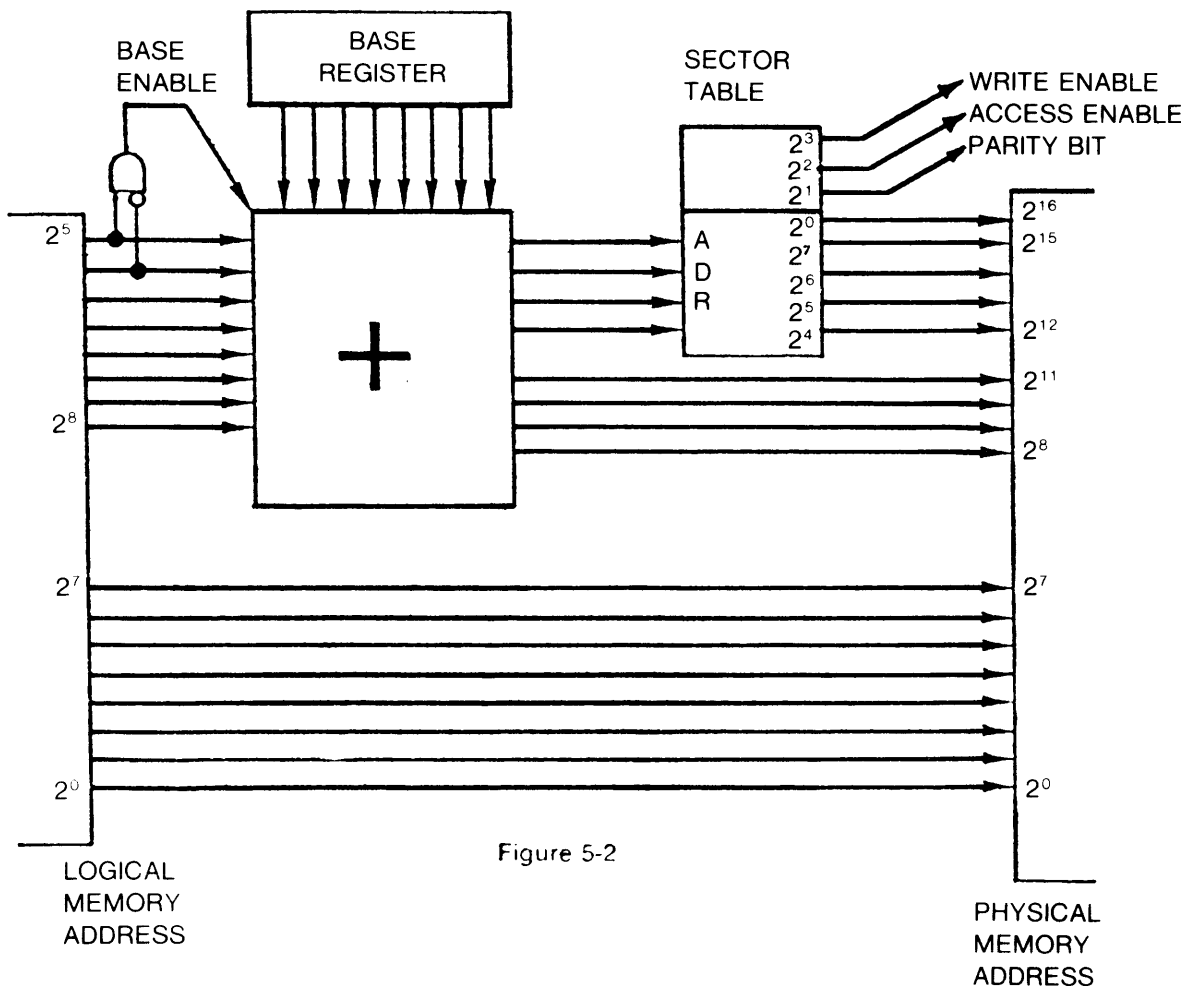 BASE
ENABLE
BASE
REGISTER
SECTOR
TABLE
WRITE ENABLE
ACCESS ENABLE
PARITY BIT
2³
2²
2¹
2⁰
2⁷
2⁶
2⁵
2⁴
A
D
R
2⁵
2⁸
2⁷
2⁰
+
2¹⁶
2¹⁵
2¹²
2¹¹
2⁸
2⁷
2⁰
Figure 5-2
LOGICAL
MEMORY
ADDRESS
PHYSICAL
MEMORY
ADDRESS